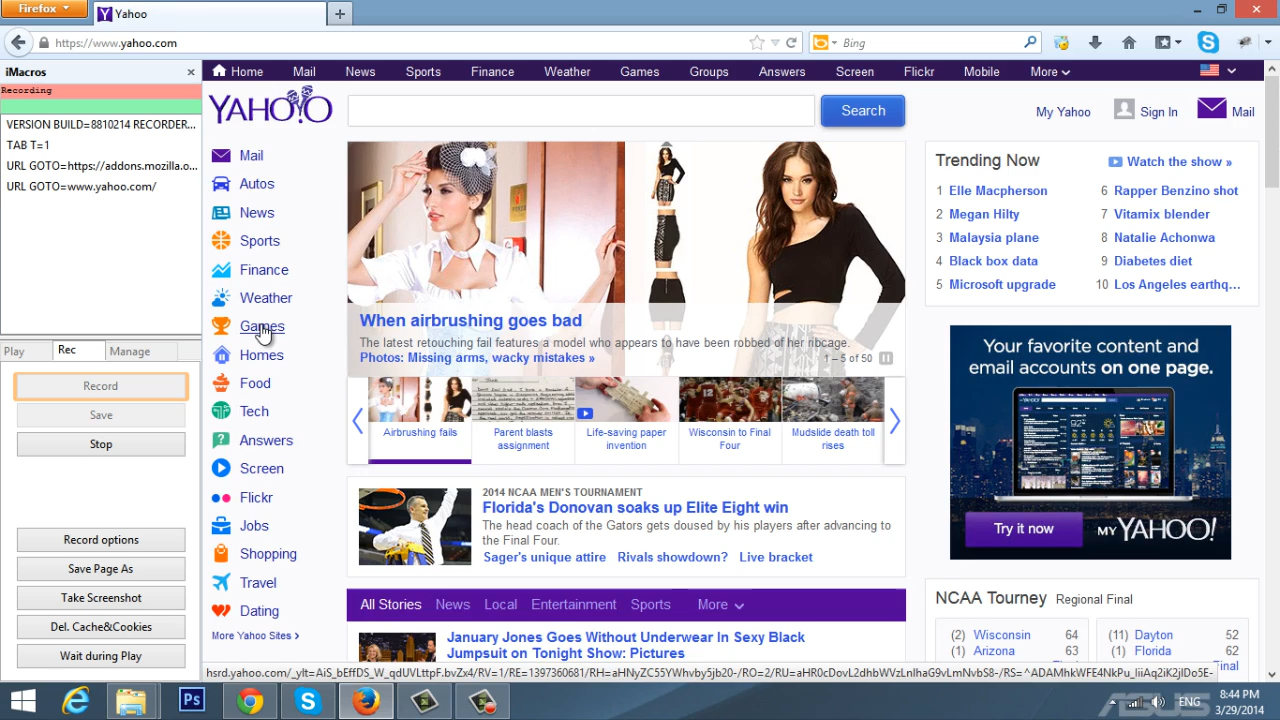 Firefox
Yahoo
https://www.yahoo.com
Bing
iMacros
Recording
VERSION BUILD=8810214 RECORDER...
TAB T=1
URL GOTO=https://addons.mozilla.o...
URL GOTO=www.yahoo.com/
Play
Rec
Manage
Record
Save
Stop
Record options
Save Page As
Take Screenshot
Del. Cache&Cookies
Wait during Play
Home Mail News Sports Finance Weather Games Groups Answers Screen Flickr Mobile More
YAHOO
Search
My Yahoo
Sign In
Mail
Mail
Autos
News
Sports
Finance
Weather
Games
Homes
Food
Tech
Answers
Screen
Flickr
Jobs
Shopping
Travel
Dating
More Yahoo Sites >
When airbrushing goes bad
The latest retouching fail features a model who appears to have been robbed of her ribcage.
Photos: Missing arms, wacky mistakes »
1 – 5 of 50
Airbrushing fails
Parent blasts
assignment
Life-saving paper
invention
Wisconsin to Final
Four
Mudslide death toll
rises
2014 NCAA MEN'S TOURNAMENT
Florida's Donovan soaks up Elite Eight win
The head coach of the Gators gets doused by his players after advancing to
the Final Four.
Sager's unique attire Rivals showdown? Live bracket
All Stories News Local Entertainment Sports More
January Jones Goes Without Underwear In Sexy Black
Jumpsuit on Tonight Show: Pictures
Trending Now
Watch the show »
1 Elle Macpherson
2 Megan Hilty
3 Malaysia plane
4 Black box data
5 Microsoft upgrade
6 Rapper Benzino shot
7 Vitamix blender
8 Natalie Achonwa
9 Diabetes diet
10 Los Angeles earthq...
Your favorite content and
email accounts on one page.
Try it now
MY YAHOO!
NCAA Tourney Regional Final
(2) Wisconsin 64
(1) Arizona 63
(11) Dayton 52
(1) Florida 62
Final
Ps
ENG
8:44 PM
3/29/2014